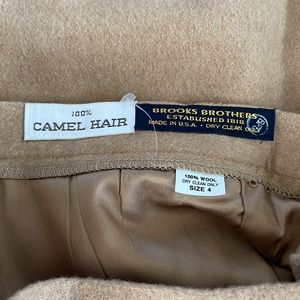 100%
CAMEL HAIR
BROOKS BROTHERS
ESTABLISHED 1818
MADE IN U.S.A. · DRY CLEAN ONLY
100% WOOL
DRY CLEAN ONLY
SIZE 4